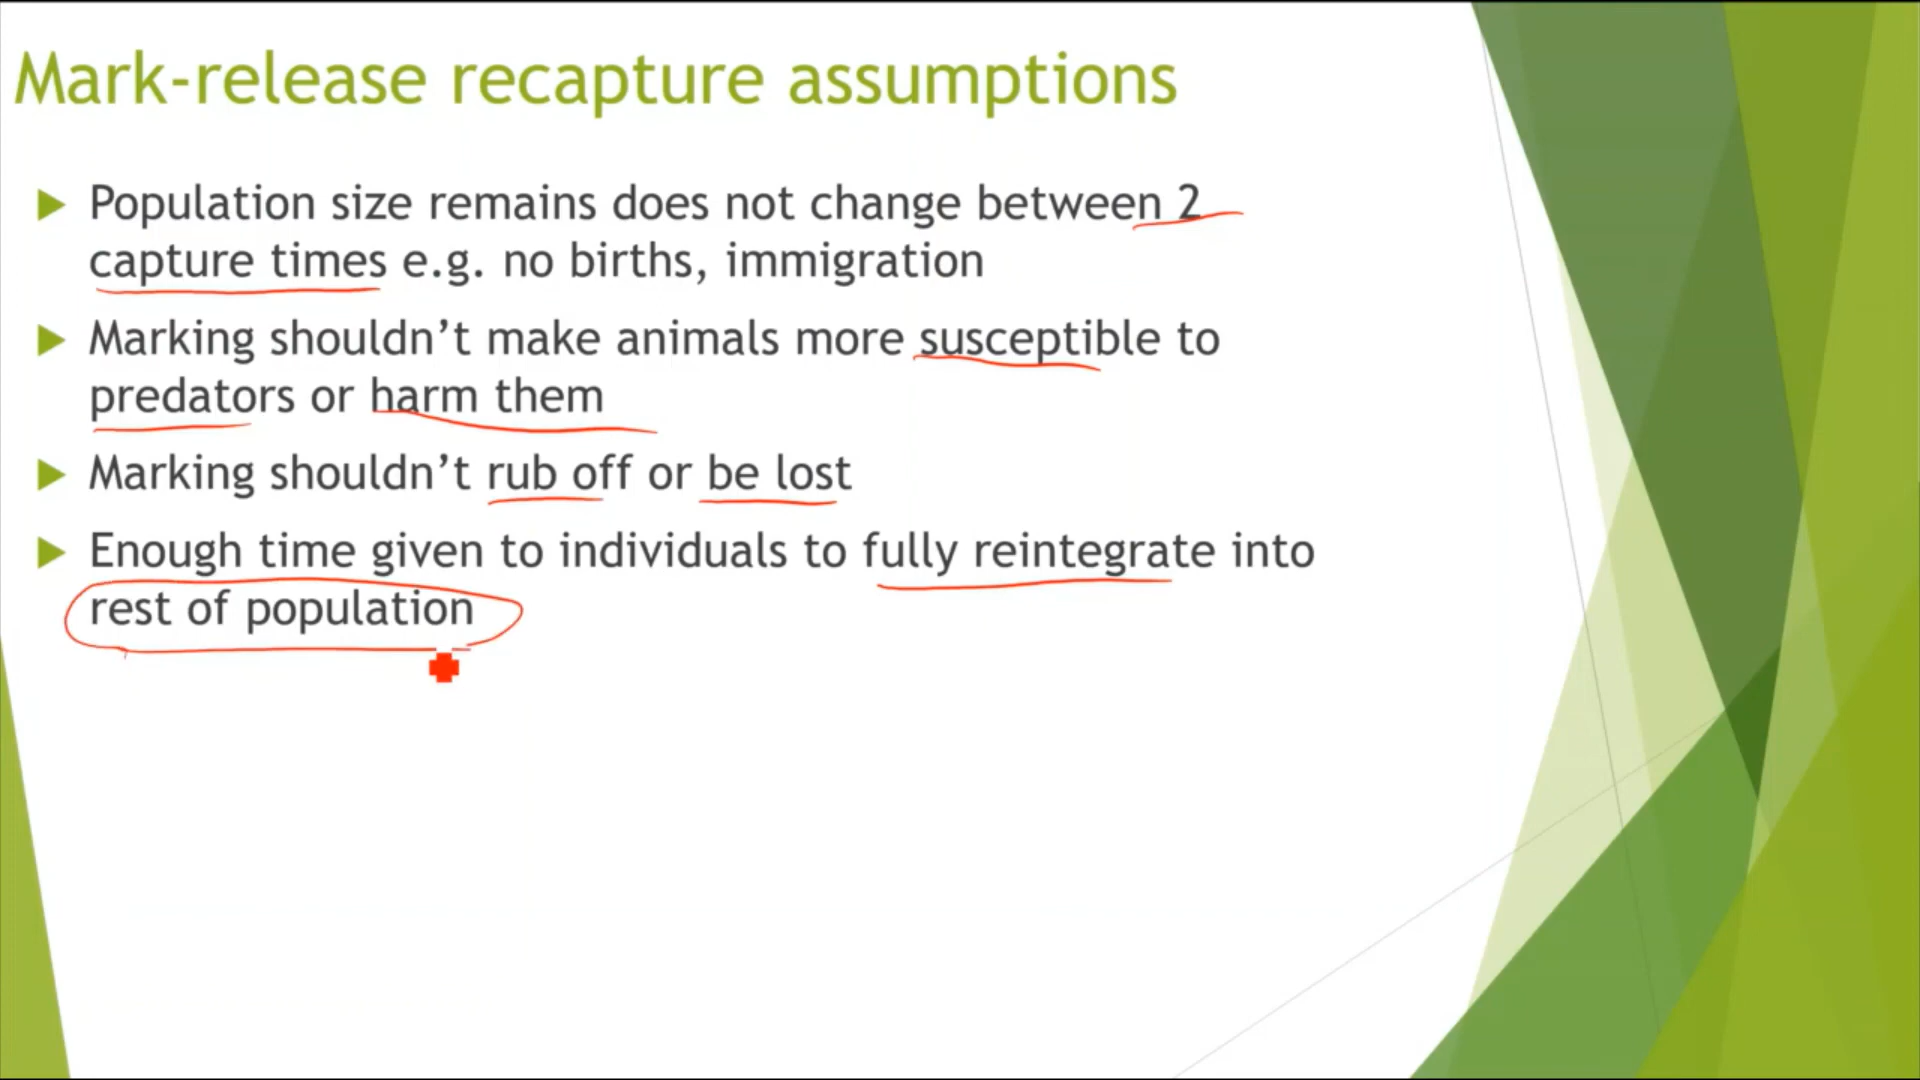 Mark-release recapture assumptions
Population size remains does not change between 2
capture times e.g. no births, immigration
Marking shouldn’t make animals more susceptible to
predators or harm them
Marking shouldn’t rub off or be lost
Enough time given to individuals to fully reintegrate into
rest of population